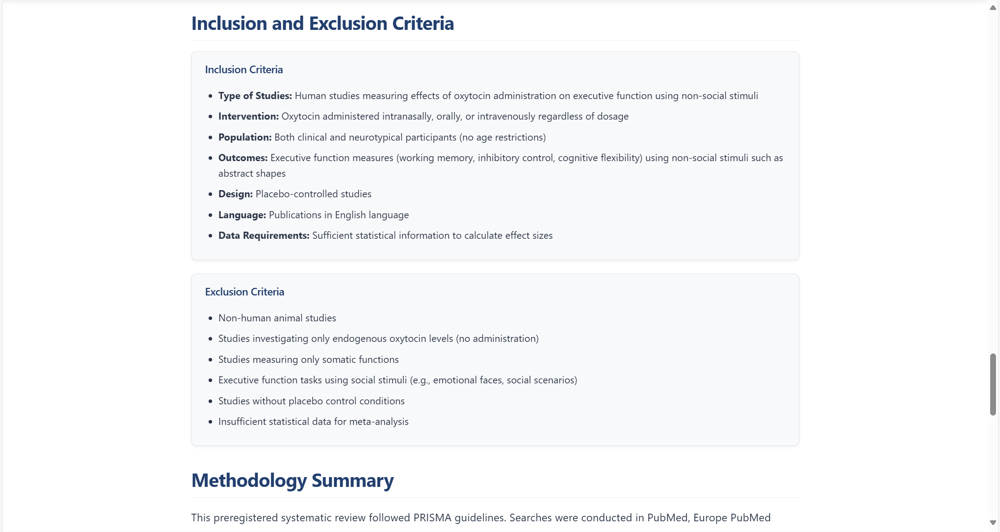 Inclusion and Exclusion Criteria
Inclusion Criteria
• Type of Studies: Human studies measuring effects of oxytocin administration on executive function using non-social stimuli
• Intervention: Oxytocin administered intranasally, orally, or intravenously regardless of dosage
• Population: Both clinical and neurotypical participants (no age restrictions)
• Outcomes: Executive function measures (working memory, inhibitory control, cognitive flexibility) using non-social stimuli such as
abstract shapes
• Design: Placebo-controlled studies
• Language: Publications in English language
• Data Requirements: Sufficient statistical information to calculate effect sizes
Exclusion Criteria
• Non-human animal studies
• Studies investigating only endogenous oxytocin levels (no administration)
• Studies measuring only somatic functions
• Executive function tasks using social stimuli (e.g., emotional faces, social scenarios)
• Studies without placebo control conditions
• Insufficient statistical data for meta-analysis
Methodology Summary
This preregistered systematic review followed PRISMA guidelines. Searches were conducted in PubMed, Europe PubMed